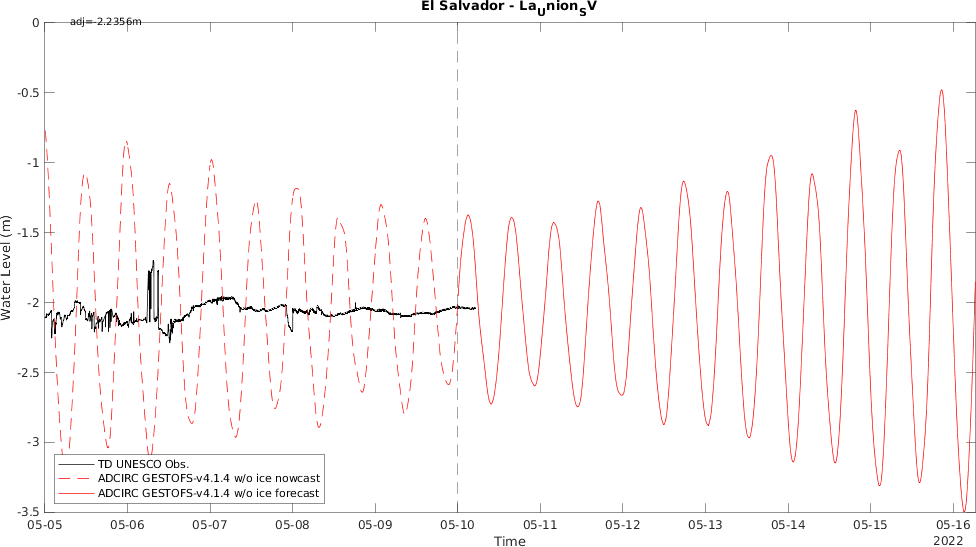 El Salvador - LaUnionSV
adj=-2.2356m
0
-0.5
-1
-1.5
-2
-2.5
-3
-3.5
Water Level (m)
TD UNESCO Obs.
ADCIRC GESTOFS-v4.1.4 w/o ice nowcast
ADCIRC GESTOFS-v4.1.4 w/o ice forecast
05-05 05-06 05-07 05-08 05-09 05-10 05-11 05-12 05-13 05-14 05-15 05-16
Time
2022